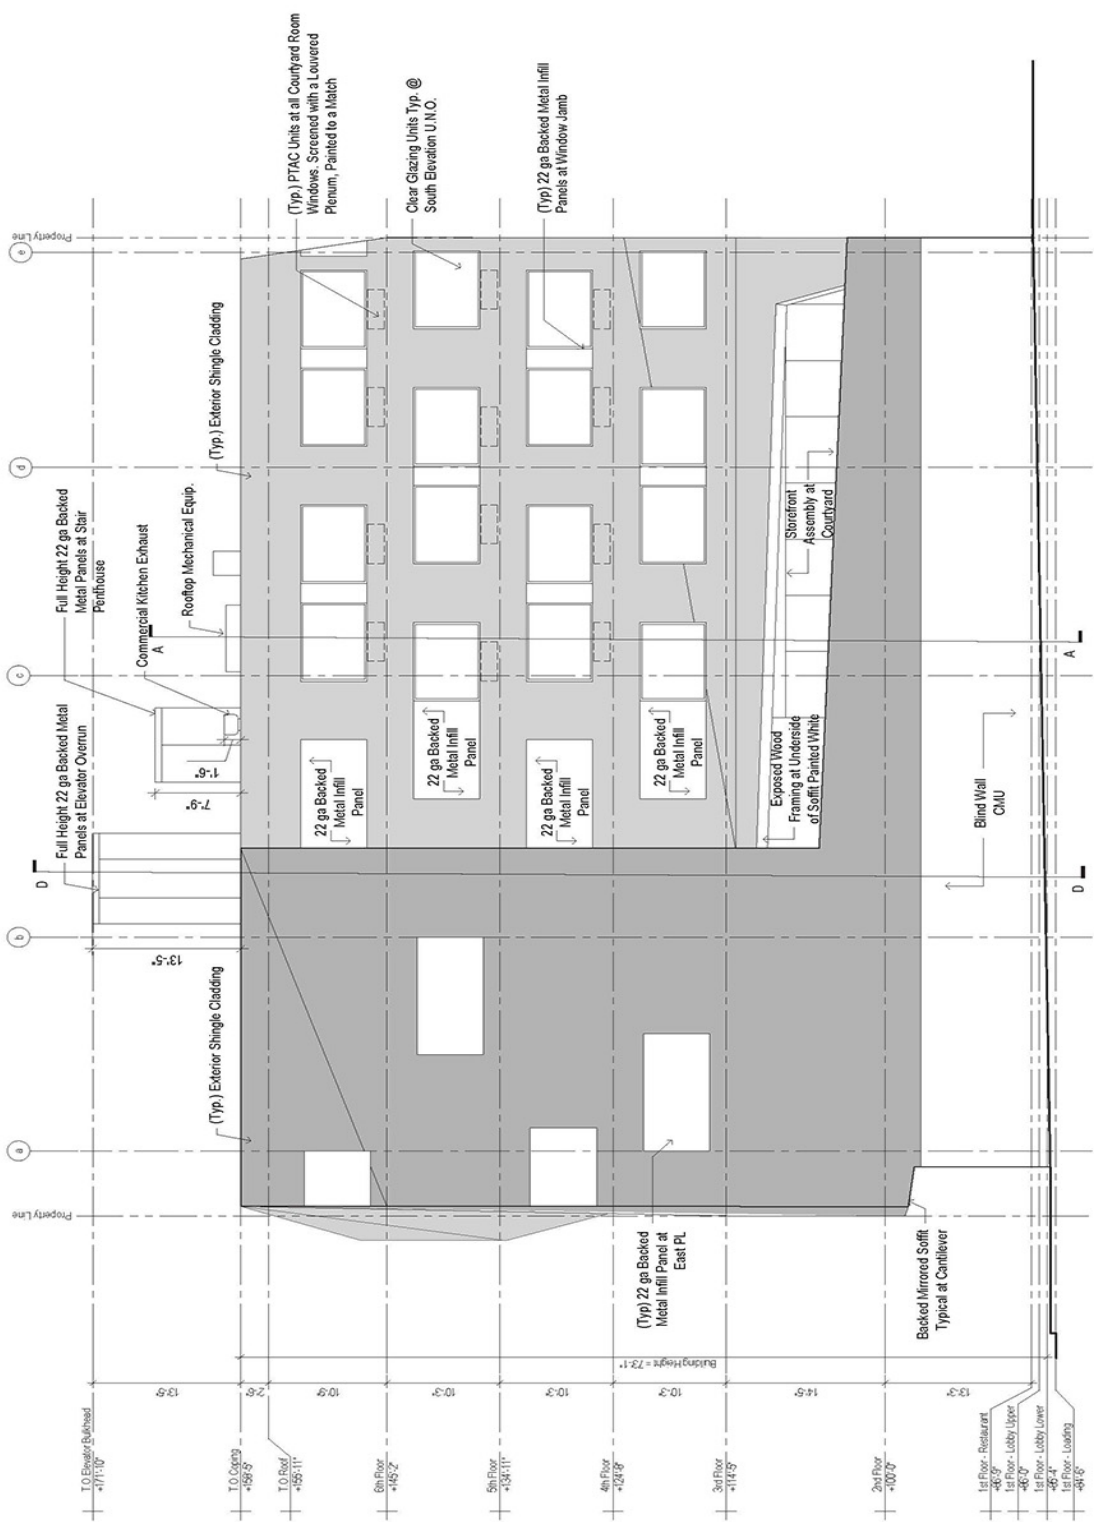 Property Line
a
b
c
d
e
Property Line
T.O. Elevator Bulkhead
+171'-10"
T.O. Coping
+158'-5"
T.O. Roof
+155'-11"
6th Floor
+145'-2"
5th Floor
+134'-11"
4th Floor
+124'-8"
3rd Floor
+114'-5"
2nd Floor
+100'-0"
1st Floor - Restaurant
+86'-9"
1st Floor - Lobby Upper
+86'-0"
1st Floor - Lobby Lower
+85'-4"
1st Floor - Loading
+84'-6"
13'-5"
2'-6"
10'-9"
10'-3"
10'-3"
10'-3"
14'-5"
13'-3"
Building Height = 73'-1"
(Typ.) Exterior Shingle Cladding
13'-5"
D
Full Height 22 ga Backed Metal
Panels at Elevator Overrun
7'-9"
1'-6"
Full Height 22 ga Backed
Metal Panels at Stair
Penthouse
A
Commercial Kitchen Exhaust
Rooftop Mechanical Equip.
(Typ.) Exterior Shingle Cladding
(Typ.) PTAC Units at all Courtyard Room
Windows. Screened with a Louvered
Plenum, Painted to a Match
Clear Glazing Units Typ. @
South Elevation U.N.O.
(Typ) 22 ga Backed Metal Infill
Panels at Window Jamb
22 ga Backed
Metal Infill
Panel
22 ga Backed
Metal Infill
Panel
22 ga Backed
Metal Infill
Panel
22 ga Backed
Metal Infill
Panel
(Typ) 22 ga Backed
Metal Infill Panel at
East PL
Exposed Wood
Framing at Underside
of Soffit Painted White
Storefront
Assembly at
Courtyard
Backed Mirrored Soffit
Typical at Cantilever
Blind Wall
CMU
D
A